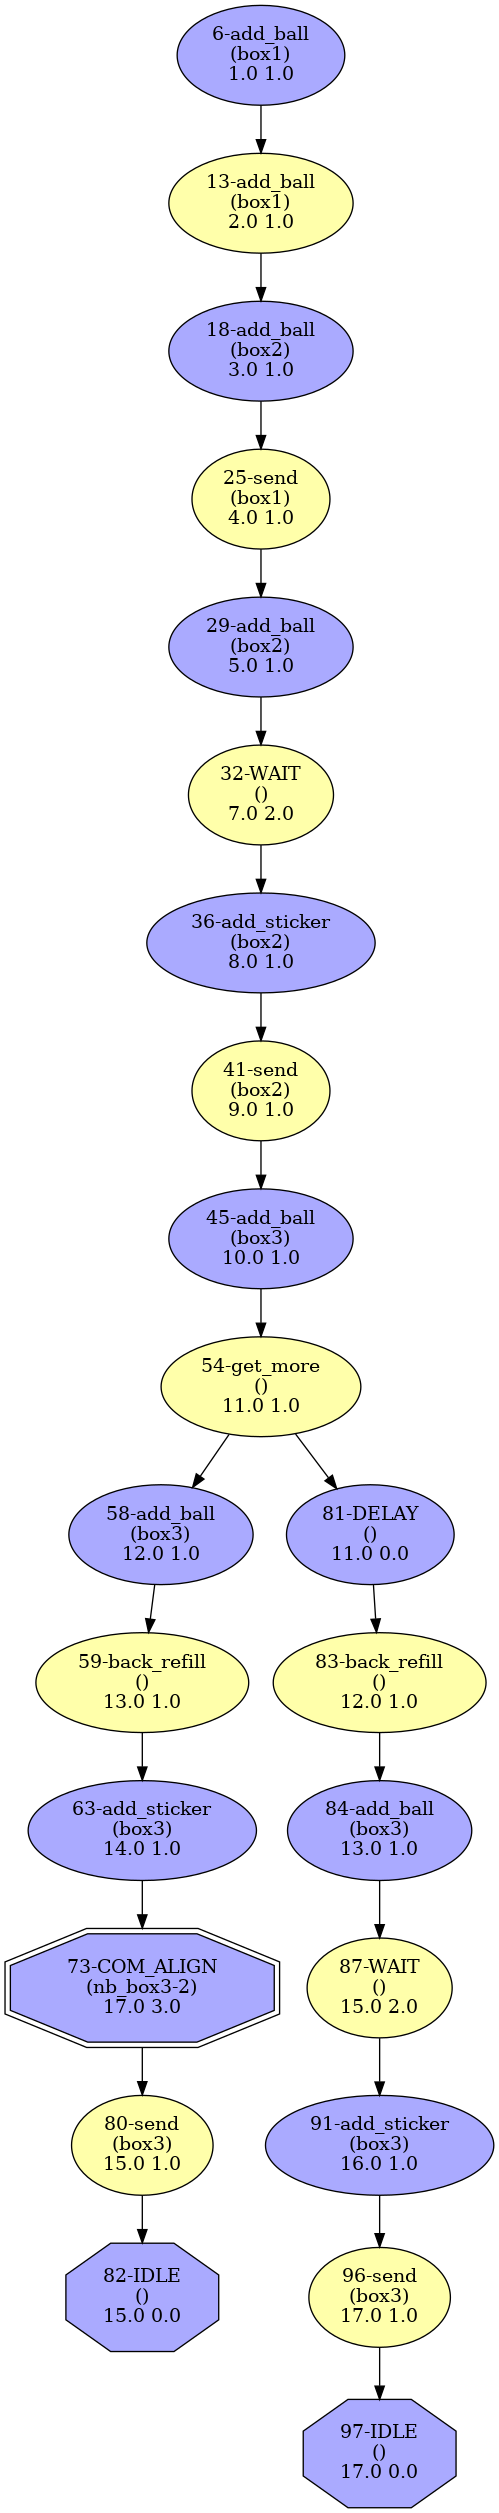 6-add_ball
(box1)
1.0 1.0
13-add_ball
(box1)
2.0 1.0
18-add_ball
(box2)
3.0 1.0
25-send
(box1)
4.0 1.0
29-add_ball
(box2)
5.0 1.0
32-WAIT
()
7.0 2.0
36-add_sticker
(box2)
8.0 1.0
41-send
(box2)
9.0 1.0
45-add_ball
(box3)
10.0 1.0
54-get_more
()
11.0 1.0
58-add_ball
(box3)
12.0 1.0
81-DELAY
()
11.0 0.0
59-back_refill
()
13.0 1.0
83-back_refill
()
12.0 1.0
63-add_sticker
(box3)
14.0 1.0
84-add_ball
(box3)
13.0 1.0
73-COM_ALIGN
(nb_box3-2)
17.0 3.0
87-WAIT
()
15.0 2.0
80-send
(box3)
15.0 1.0
91-add_sticker
(box3)
16.0 1.0
82-IDLE
()
15.0 0.0
96-send
(box3)
17.0 1.0
97-IDLE
()
17.0 0.0